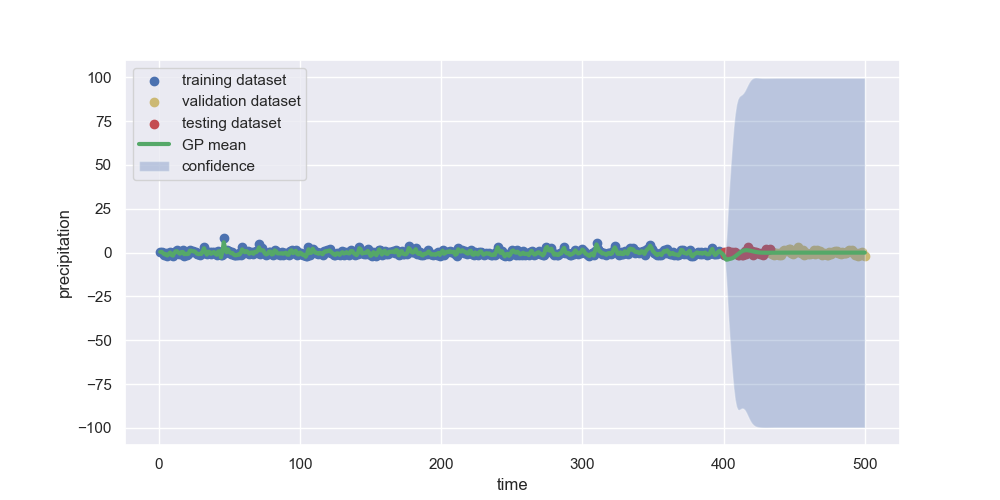 training dataset
validation dataset
testing dataset
GP mean
confidence
100
75
50
25
0
−25
−50
−75
−100
precipitation
0 100 200 300 400 500
time